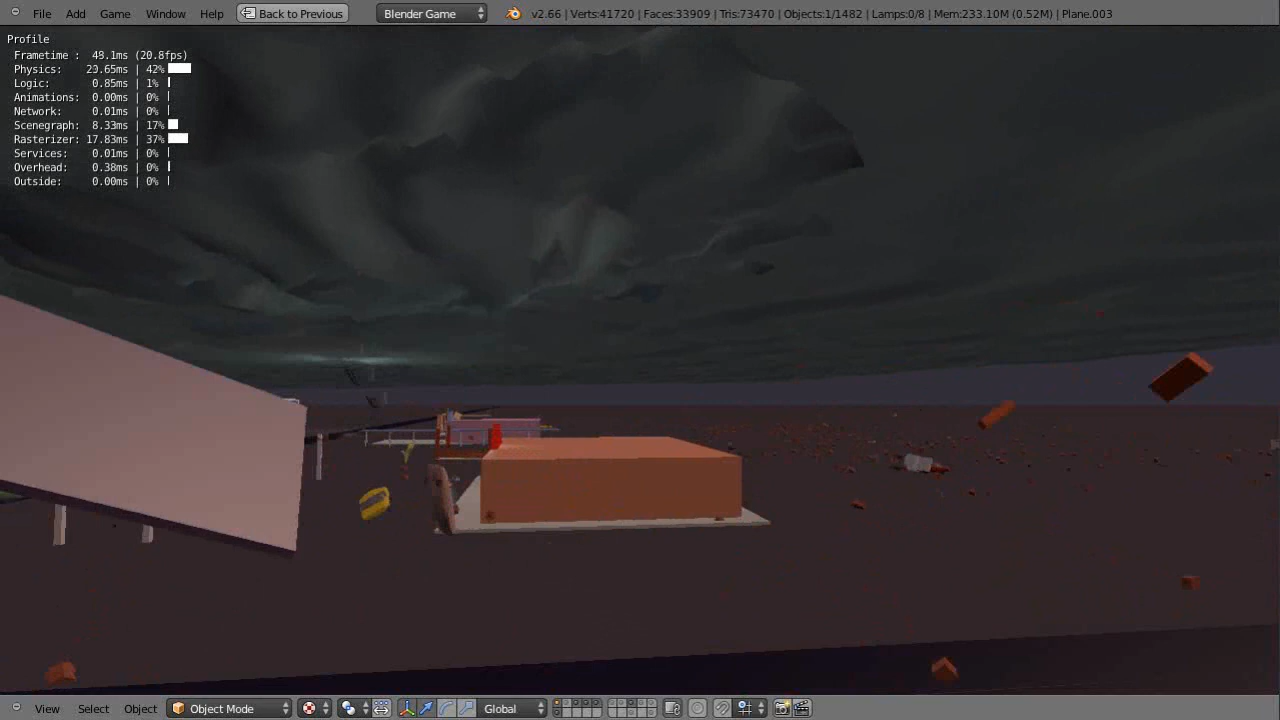 File Add Game Window Help Back to Previous Blender Game v2.66 | Verts:41720 | Faces:33909 | Tris:73470 | Objects:1/1482 | Lamps:0/8 | Mem:233.10M (0.52M) | Plane.003
Profile
Frametime : 48.1ms (20.8fps)
Physics: 20.65ms | 42%
Logic: 0.85ms | 1%
Animations: 0.00ms | 0%
Network: 0.01ms | 0%
Scenegraph: 8.33ms | 17%
Rasterizer: 17.83ms | 37%
Services: 0.01ms | 0%
Overhead: 0.38ms | 0%
Outside: 0.00ms | 0%
View Select Object Object Mode Global